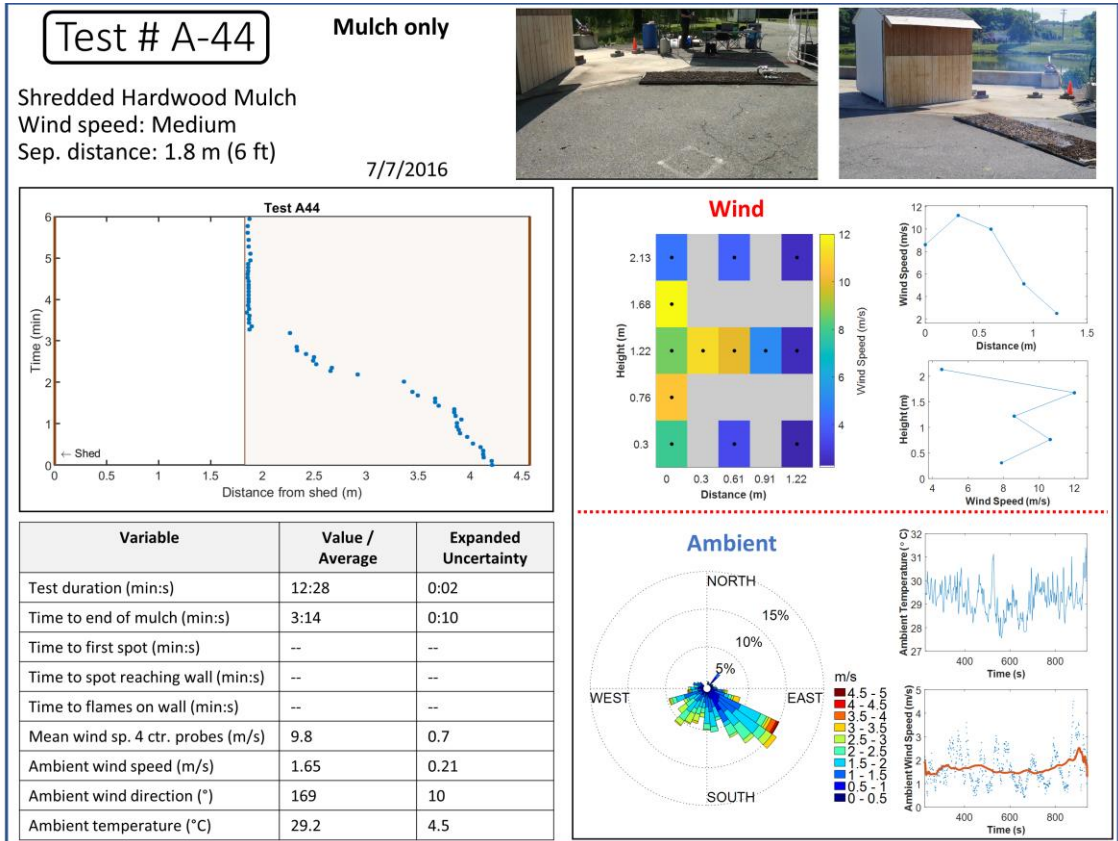 Test # A-44
Mulch only
Shredded Hardwood Mulch
Wind speed: Medium
Sep. distance: 1.8 m (6 ft)
7/7/2016
Test A44
6
5
4
3
2
1
0
Time (min)
← Shed
0 0.5 1 1.5 2 2.5 3 3.5 4 4.5
Distance from shed (m)
Variable Value / Average Expanded Uncertainty
Test duration (min:s) 12:28 0:02
Time to end of mulch (min:s) 3:14 0:10
Time to first spot (min:s) -- --
Time to spot reaching wall (min:s) -- --
Time to flames on wall (min:s) -- --
Mean wind sp. 4 ctr. probes (m/s) 9.8 0.7
Ambient wind speed (m/s) 1.65 0.21
Ambient wind direction (°) 169 10
Ambient temperature (°C) 29.2 4.5
Wind
2.13
1.68
1.22
0.76
0.3
Height (m)
0 0.3 0.61 0.91 1.22
Distance (m)
12
10
8
6
4
Wind Speed (m/s)
12
10
8
6
4
2
Wind Speed (m/s)
0 0.5 1 1.5
Distance (m)
2
1.5
1
0.5
0
Height (m)
4 6 8 10 12
Wind Speed (m/s)
Ambient
NORTH
15%
10%
5%
WEST
EAST
SOUTH
m/s
4.5 - 5
4 - 4.5
3.5 - 4
3 - 3.5
2.5 - 3
2 - 2.5
1.5 - 2
1 - 1.5
0.5 - 1
0 - 0.5
32
31
30
29
28
27
Ambient Temperature (° C)
400 600 800
Time (s)
5
4
3
2
1
0
Ambient Wind Speed (m/s)
400 600 800
Time (s)